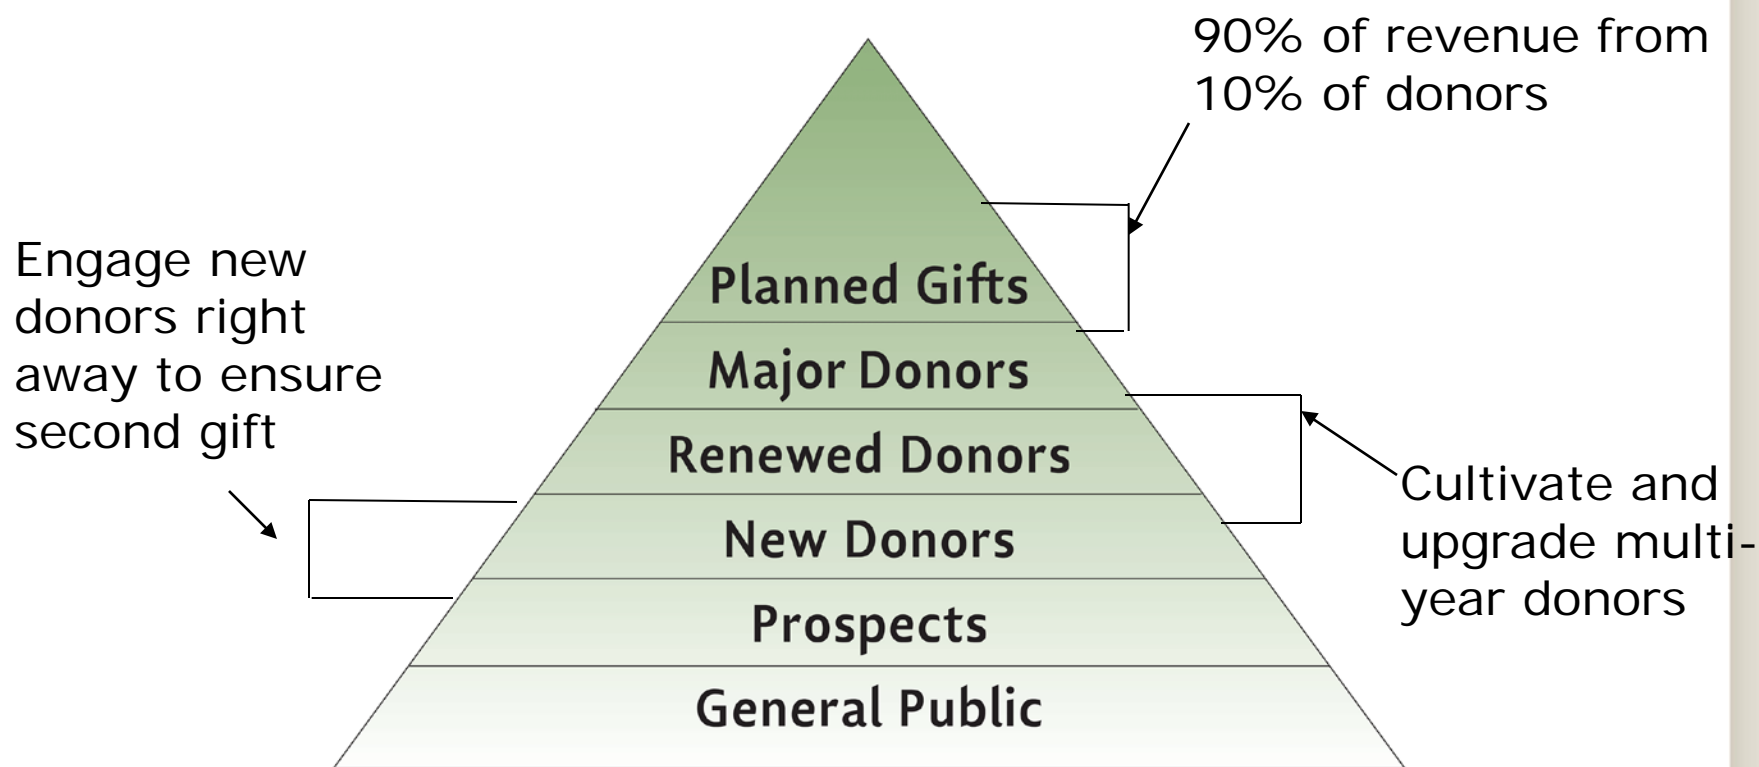 90% of revenue from
10% of donors
Engage new
donors right
away to ensure
second gift
Planned Gifts
Major Donors
Renewed Donors
New Donors
Prospects
General Public
Cultivate and
upgrade multi-
year donors